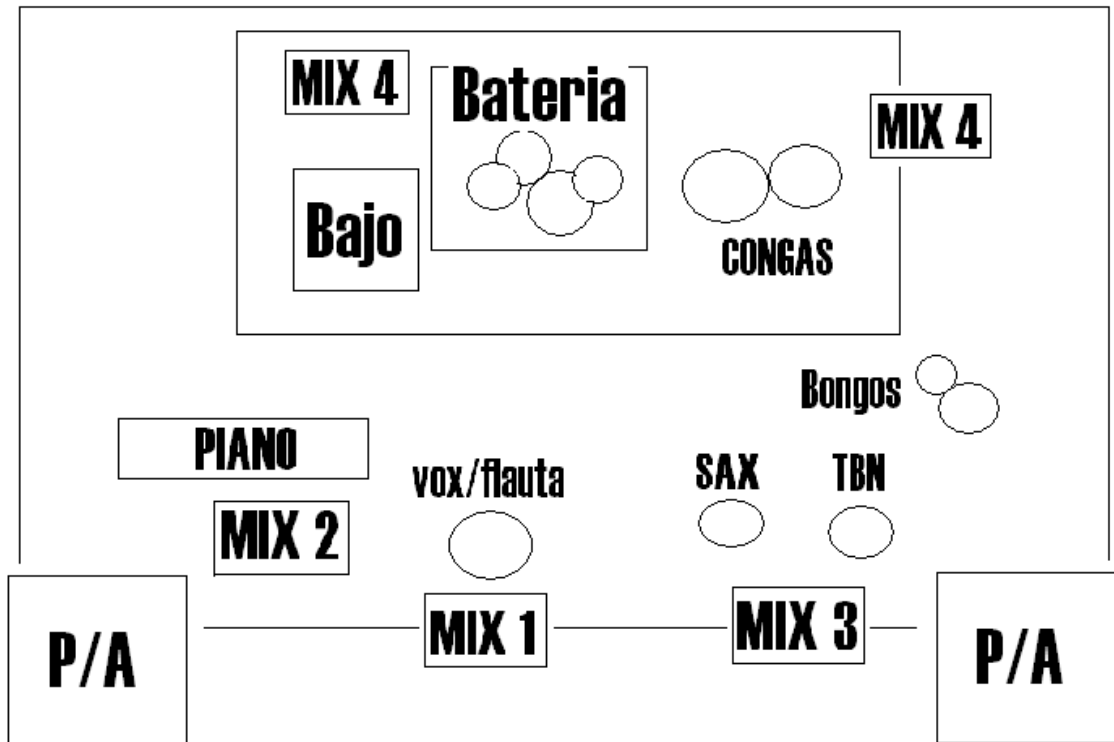 MIX 4
Bateria
MIX 4
Bajo
CONGAS
Bongos
PIANO
vox/flauta
SAX
TBN
MIX 2
MIX 1
MIX 3
P/A
P/A